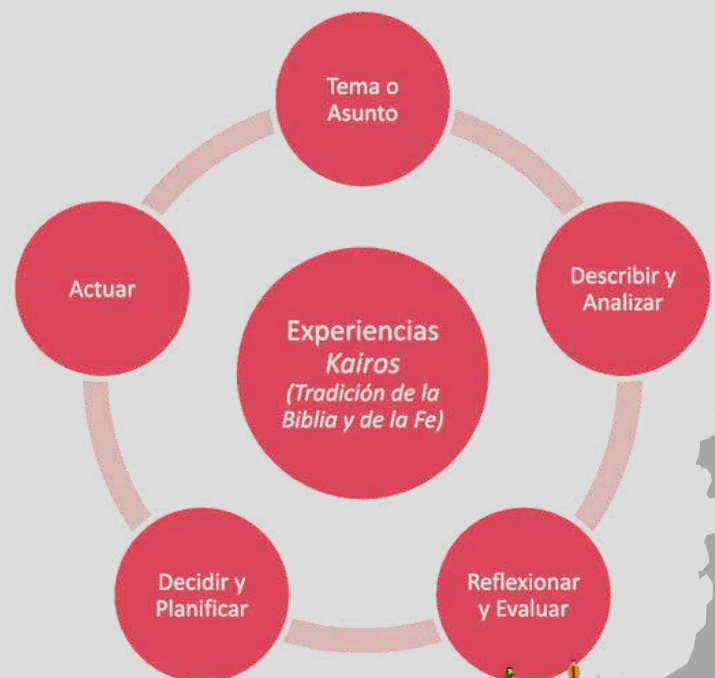 Tema o
Asunto
Describir y
Analizar
Reflexionar
y Evaluar
Decidir y
Planificar
Actuar
Experiencias
Kairos
(Tradición de la
Biblia y de la Fe)